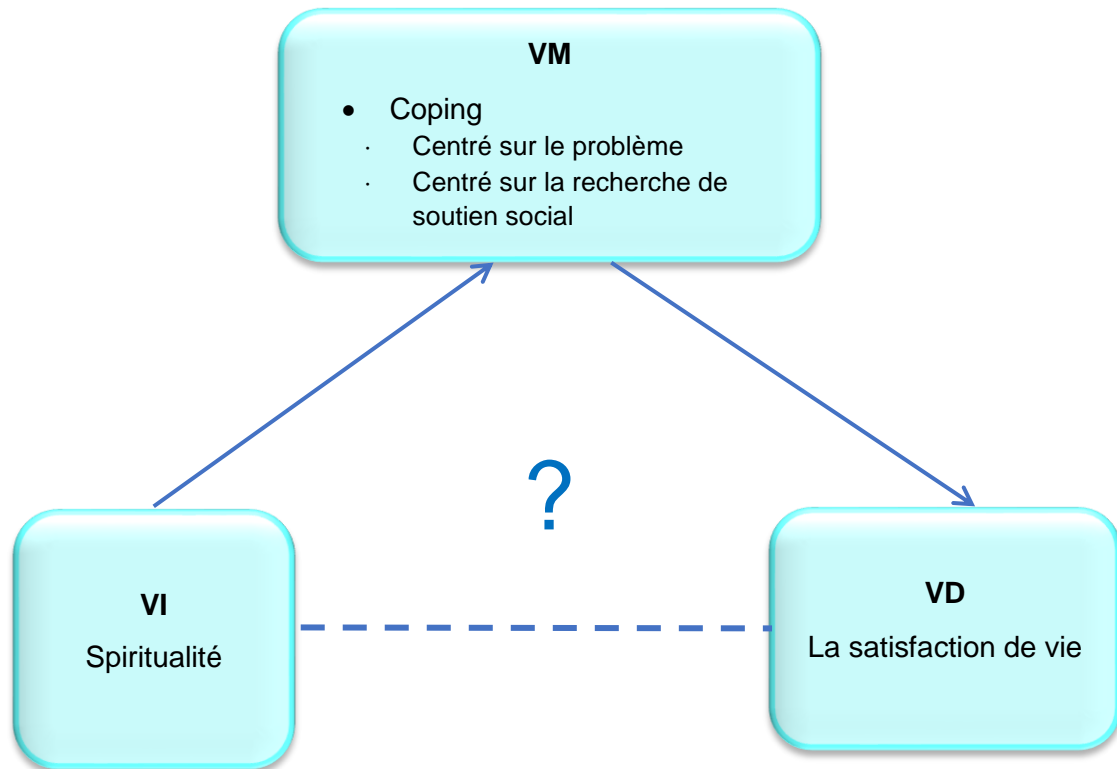 VM
• Coping
· Centré sur le problème
· Centré sur la recherche de
soutien social
?
VI
Spiritualité
VD
La satisfaction de vie